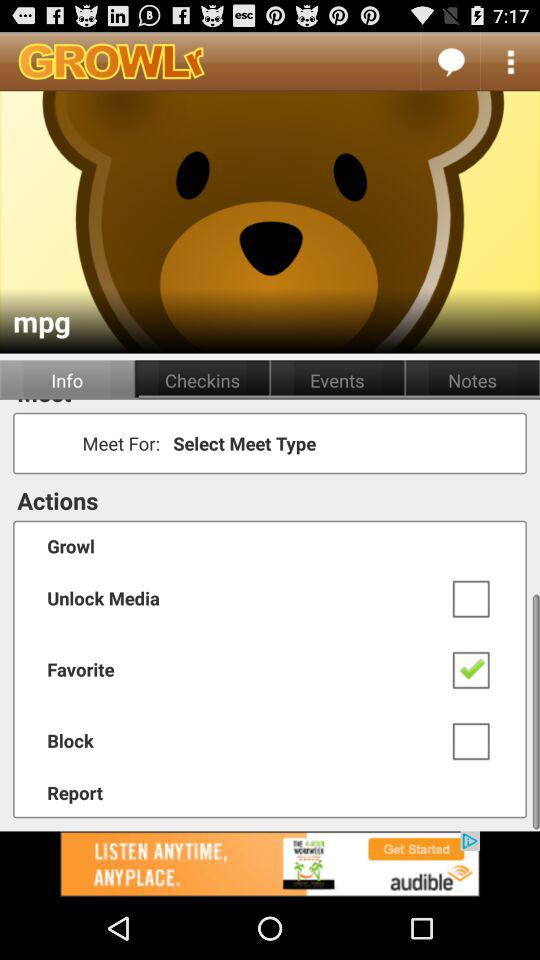 esc 7:17
GROWLr
mpg
Info Checkins Events Notes
Meet
Meet For: Select Meet Type
Actions
Growl
Unlock Media
Favorite
Block
Report
LISTEN ANYTIME,
ANYPLACE.
THE 4-HOUR
WORKWEEK
Get Started
audible